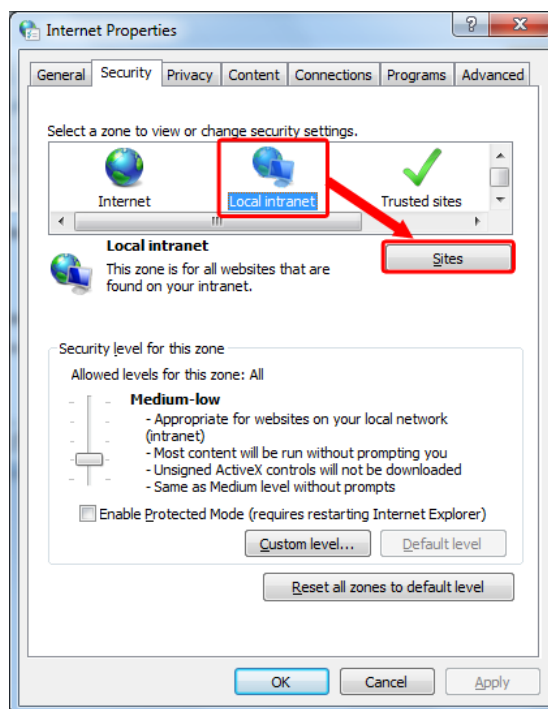 Internet Properties
General Security Privacy Content Connections Programs Advanced
Select a zone to view or change security settings.
Internet Local intranet Trusted sites
Local intranet
Sites
This zone is for all websites that are
found on your intranet.
Security level for this zone
Allowed levels for this zone: All
Medium-low
- Appropriate for websites on your local network
(intranet)
- Most content will be run without prompting you
- Unsigned ActiveX controls will not be downloaded
- Same as Medium level without prompts
Enable Protected Mode (requires restarting Internet Explorer)
Custom level... Default level
Reset all zones to default level
OK Cancel Apply